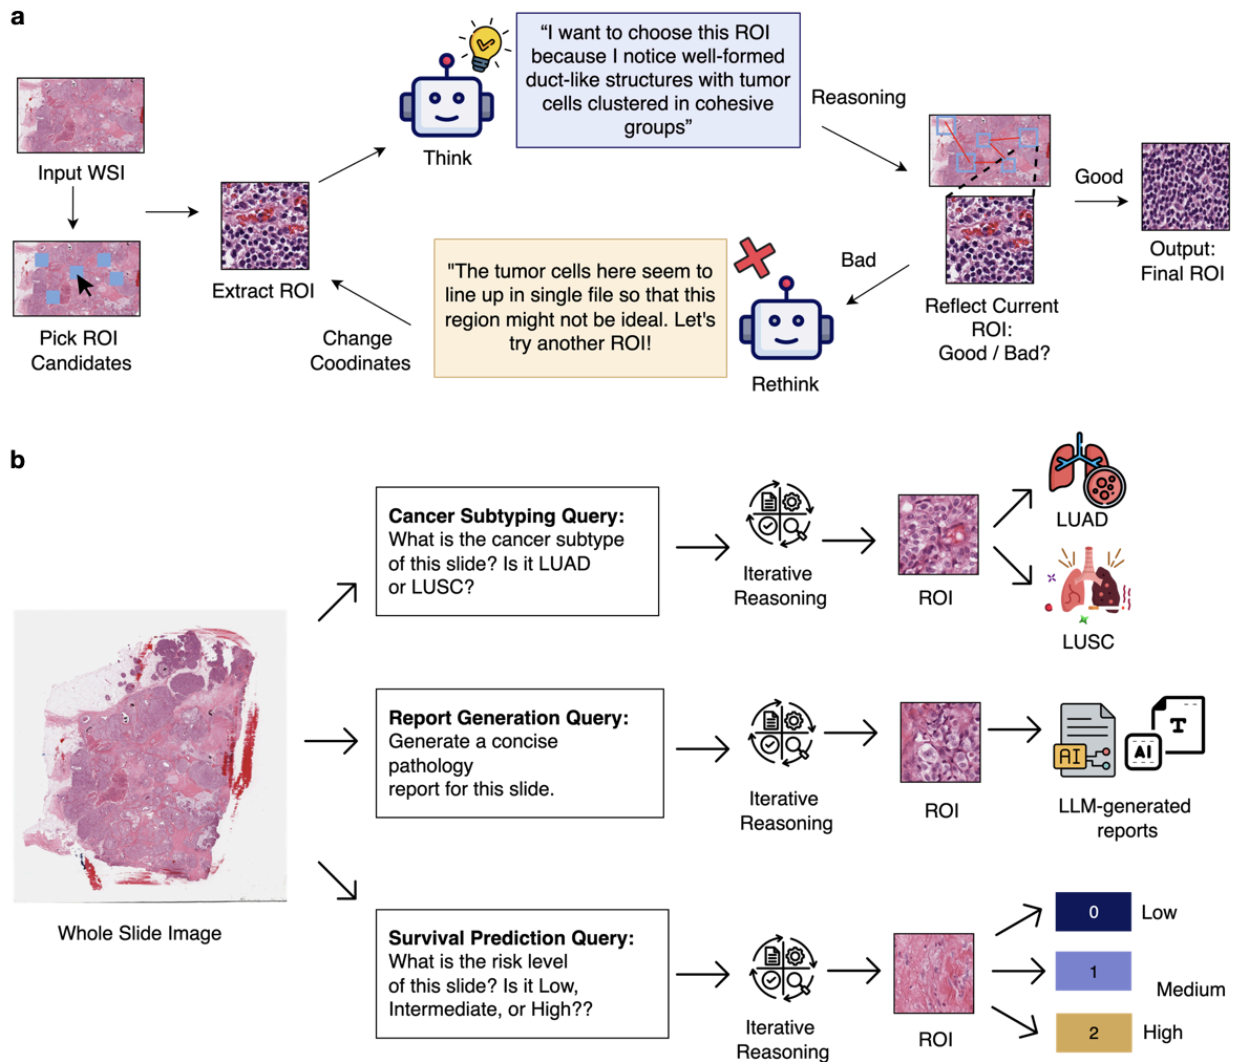 a
Input WSI
Pick ROI
Candidates
Extract ROI
Think
“I want to choose this ROI
because I notice well-formed
duct-like structures with tumor
cells clustered in cohesive
groups”
Reasoning
Good
Output:
Final ROI
Reflect Current
ROI:
Good / Bad?
Bad
Rethink
"The tumor cells here seem to
line up in single file so that this
region might not be ideal. Let's
try another ROI!
Change
Coodinates
b
Whole Slide Image
Cancer Subtyping Query:
What is the cancer subtype
of this slide? Is it LUAD
or LUSC?
Iterative
Reasoning
ROI
LUAD
LUSC
Report Generation Query:
Generate a concise
pathology
report for this slide.
Iterative
Reasoning
ROI
AI
AI
T
LLM-generated
reports
Survival Prediction Query:
What is the risk level
of this slide? Is it Low,
Intermediate, or High??
Iterative
Reasoning
ROI
0 Low
1 Medium
2 High